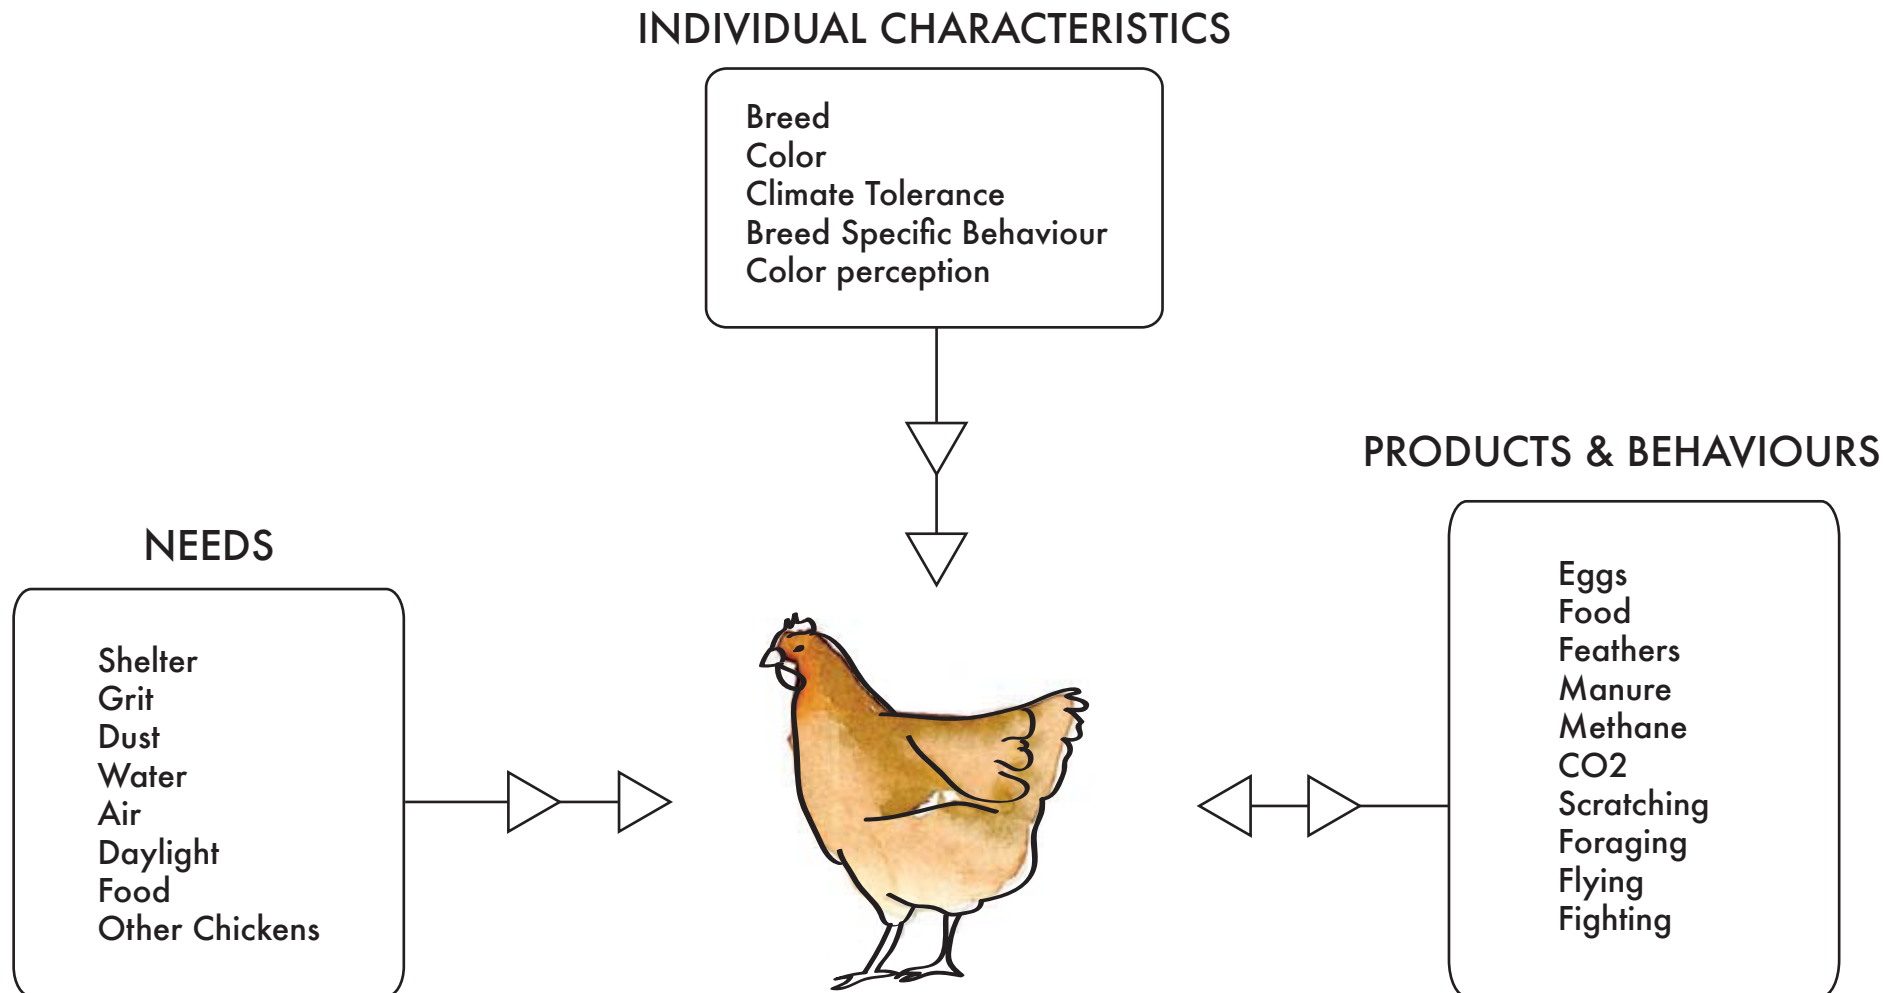 INDIVIDUAL CHARACTERISTICS
Breed
Color
Climate Tolerance
Breed Specific Behaviour
Color perception
NEEDS
Shelter
Grit
Dust
Water
Air
Daylight
Food
Other Chickens
PRODUCTS & BEHAVIOURS
Eggs
Food
Feathers
Manure
Methane
CO2
Scratching
Foraging
Flying
Fighting